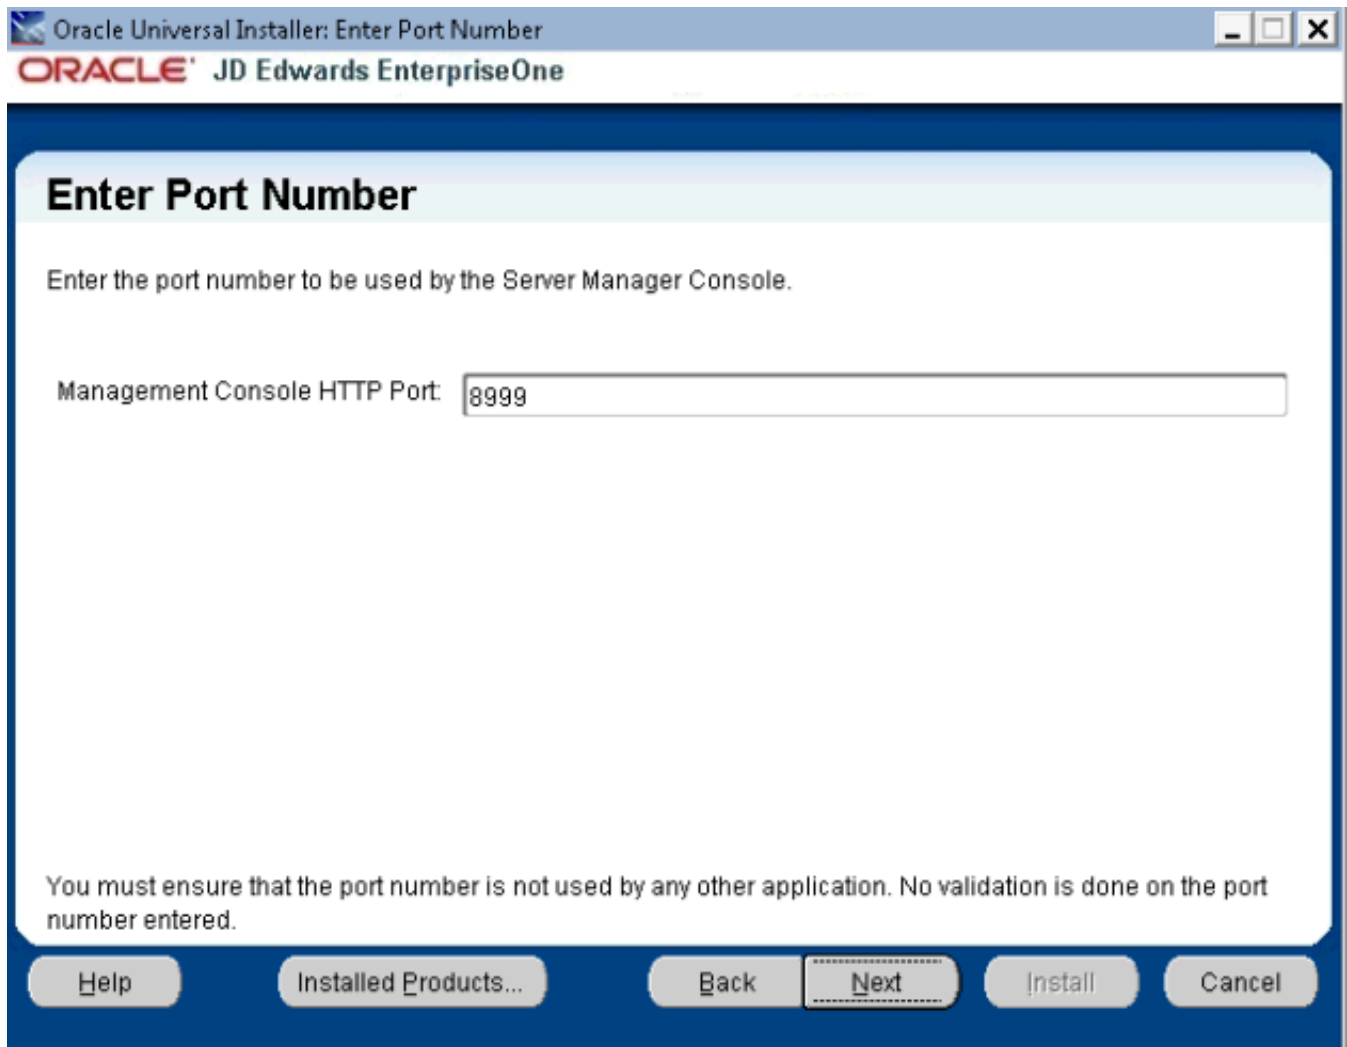 Oracle Universal Installer: Enter Port Number
ORACLE' JD Edwards EnterpriseOne
Enter Port Number
Enter the port number to be used by the Server Manager Console.
Management Console HTTP Port: 8999
You must ensure that the port number is not used by any other application. No validation is done on the port
number entered.
Help Installed Products... Back Next Install Cancel